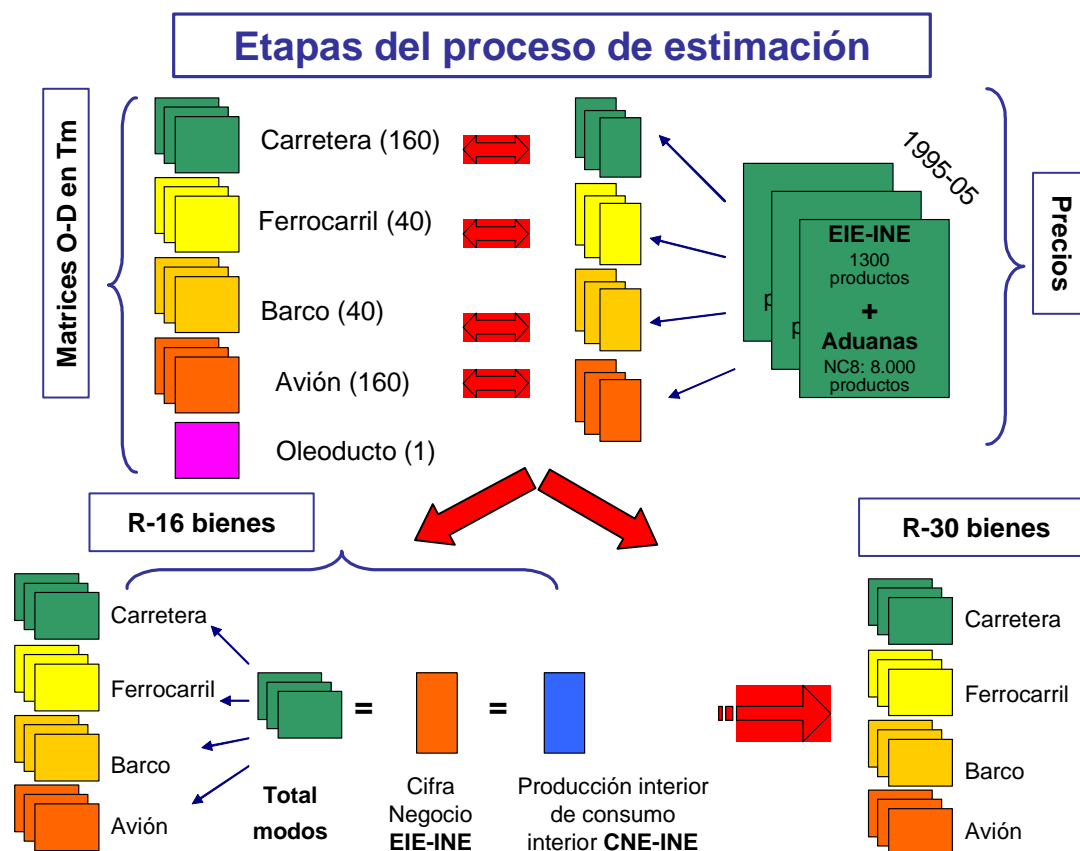 Etapas del proceso de estimación
Matrices O-D en Tm
Carretera (160)
Ferrocarril (40)
Barco (40)
Avión (160)
Oleoducto (1)
1995-05
p
p
EIE-INE
1300
productos
+
Aduanas
NC8: 8.000
productos
Precios
R-16 bienes
Carretera
Ferrocarril
Barco
Avión
Total
modos
=
Cifra
Negocio
EIE-INE
=
Producción interior
de consumo
interior CNE-INE
R-30 bienes
Carretera
Ferrocarril
Barco
Avión